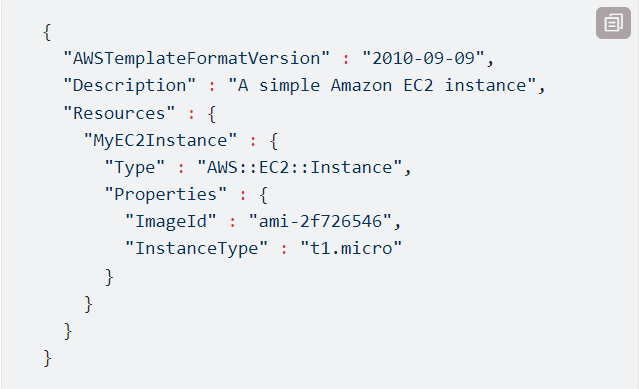 {
"AWSTemplateFormatVersion" : "2010-09-09",
"Description" : "A simple Amazon EC2 instance",
"Resources" : {
"MyEC2Instance" : {
"Type" : "AWS::EC2::Instance",
"Properties" : {
"ImageId" : "ami-2f726546",
"InstanceType" : "t1.micro"
}
}
}
}